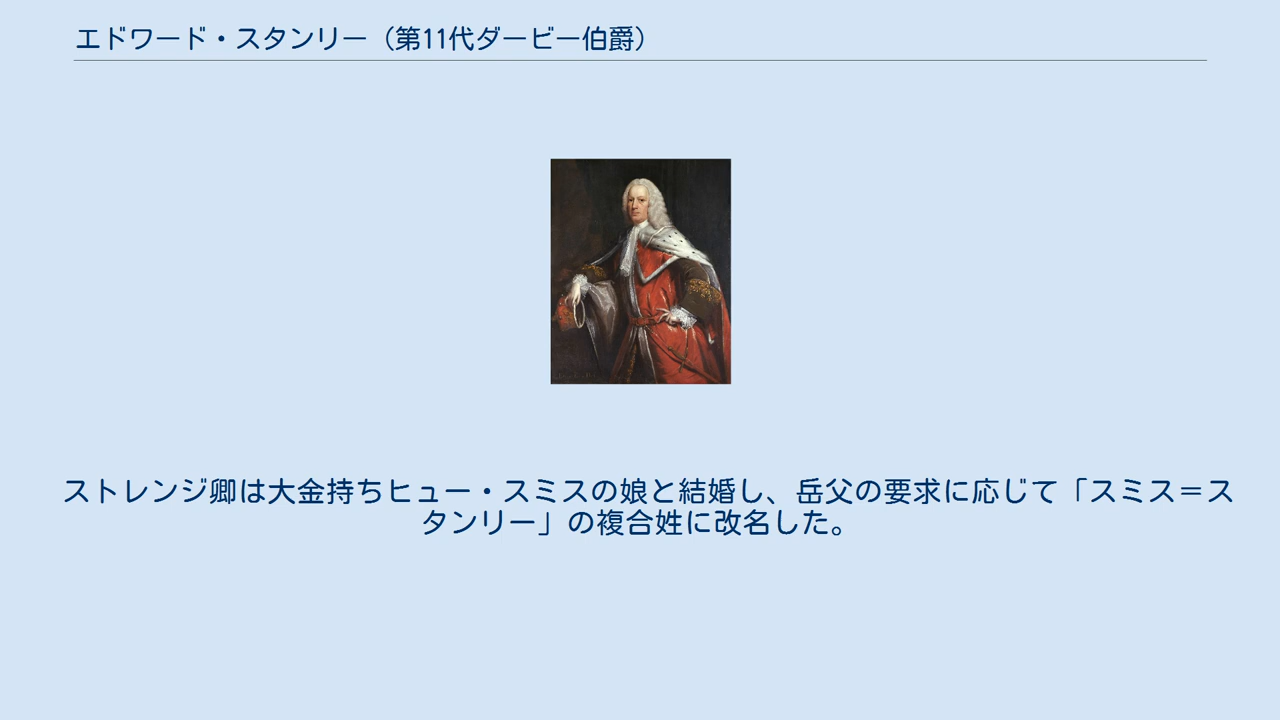 エドワード・スタンリー（第11代ダービー伯爵）
ストレンジ卿は大金持ちヒュー・スミスの娘と結婚し、岳父の要求に応じて「スミス＝ス
タンリー」の複合姓に改名した。